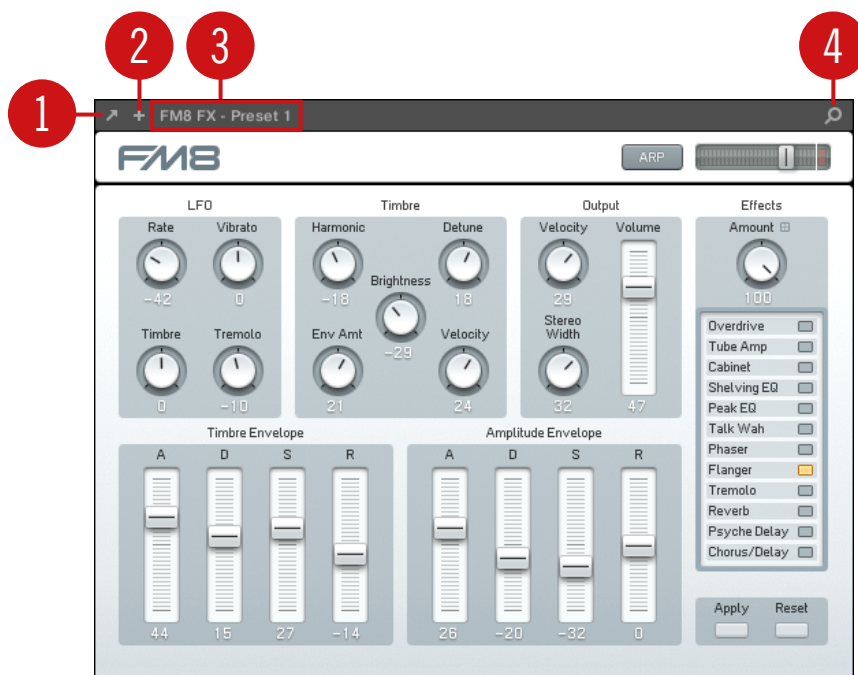 2 3 4
1
+ FM8 FX - Preset 1
FM8 ARP
LFO Timbre Output Effects
Rate Vibrato Harmonic Detune Velocity Volume Amount
-42 0 -18 Brightness 18 29 100
Timbre Tremolo Env Amt -29 Velocity Stereo Width
0 -10 21 24 32 47
Overdrive
Tube Amp
Cabinet
Shelving EQ
Peak EQ
Talk Wah
Phaser
Flanger
Tremolo
Reverb
Psyche Delay
Chorus/Delay
Timbre Envelope Amplitude Envelope
A D S R A D S R
44 15 27 -14 26 -20 -32 0
Apply Reset